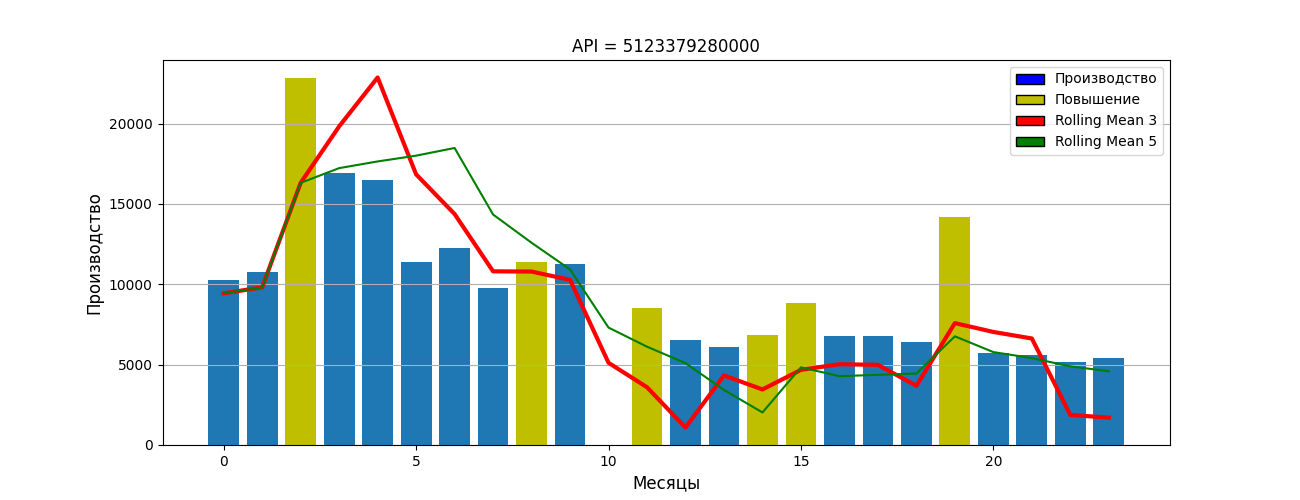 API = 5123379280000
Производство
20000
15000
10000
5000
0
Производство
Повышение
Rolling Mean 3
Rolling Mean 5
0
5
10
15
20
Месяцы